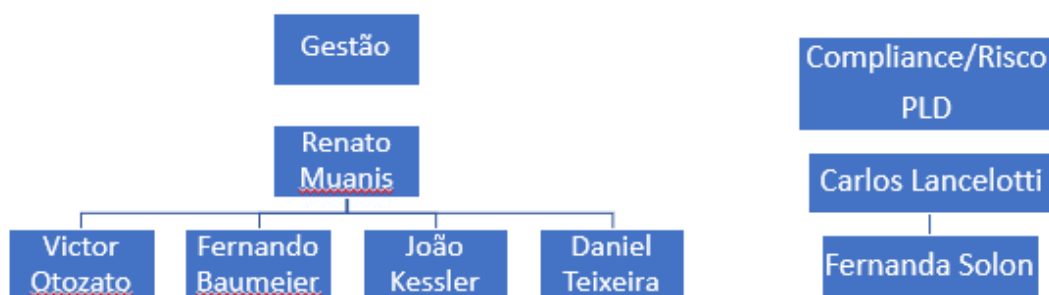 Gestão
Renato
Muanis
Victor
Otozato
Fernando
Baumeier
João
Kessler
Daniel
Teixeira
Compliance/Risco
PLD
Carlos Lancelotti
Fernanda Solon